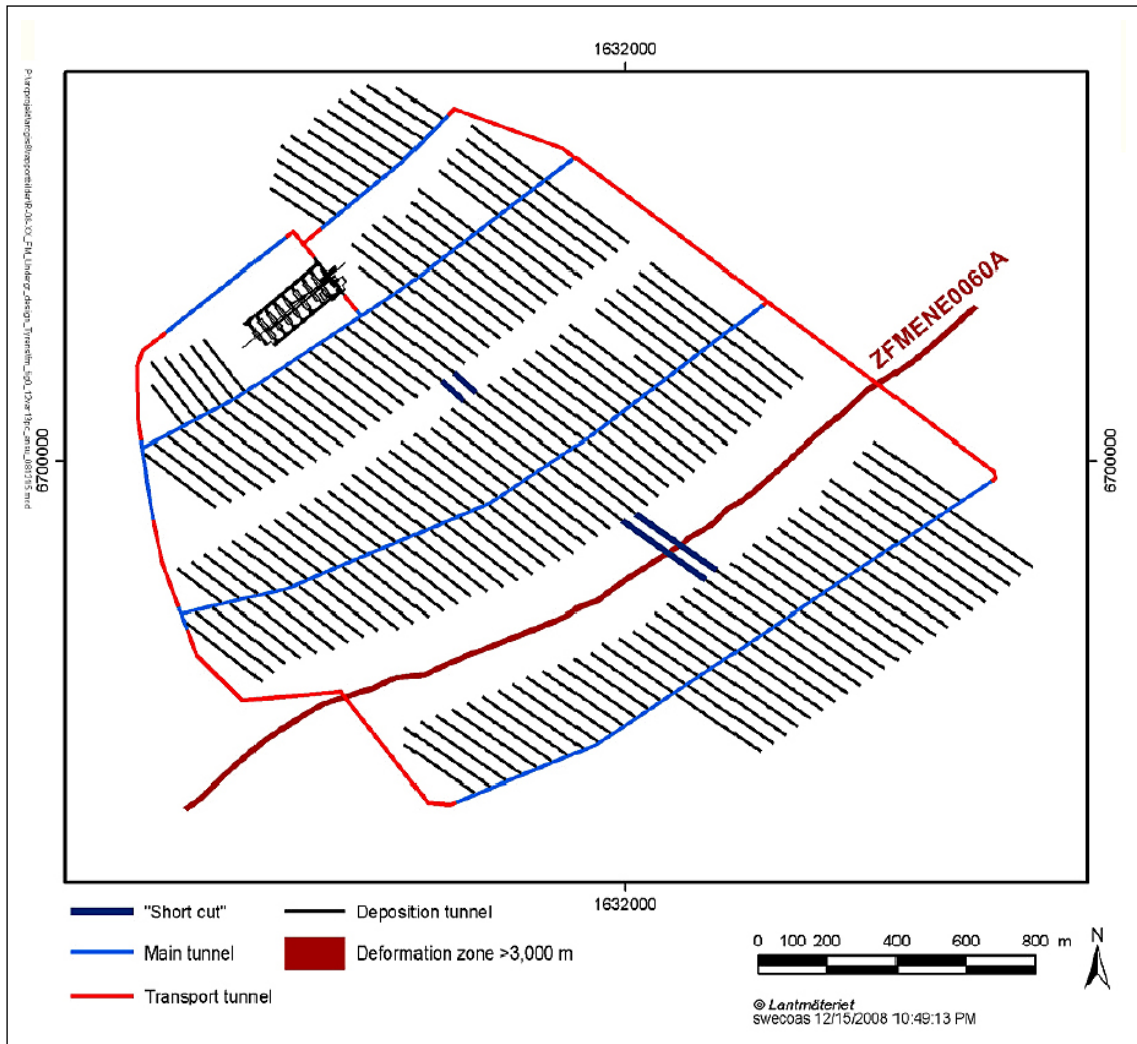 1632000
ZFMENE0060A
6700000
6700000
1632000
"Short cut"
Deposition tunnel
Main tunnel
Deformation zone >3,000 m
Transport tunnel
0 100 200 400 600 800 m
N
© Lantmäteriet
swecoas 12/15/2008 10:49:13 PM